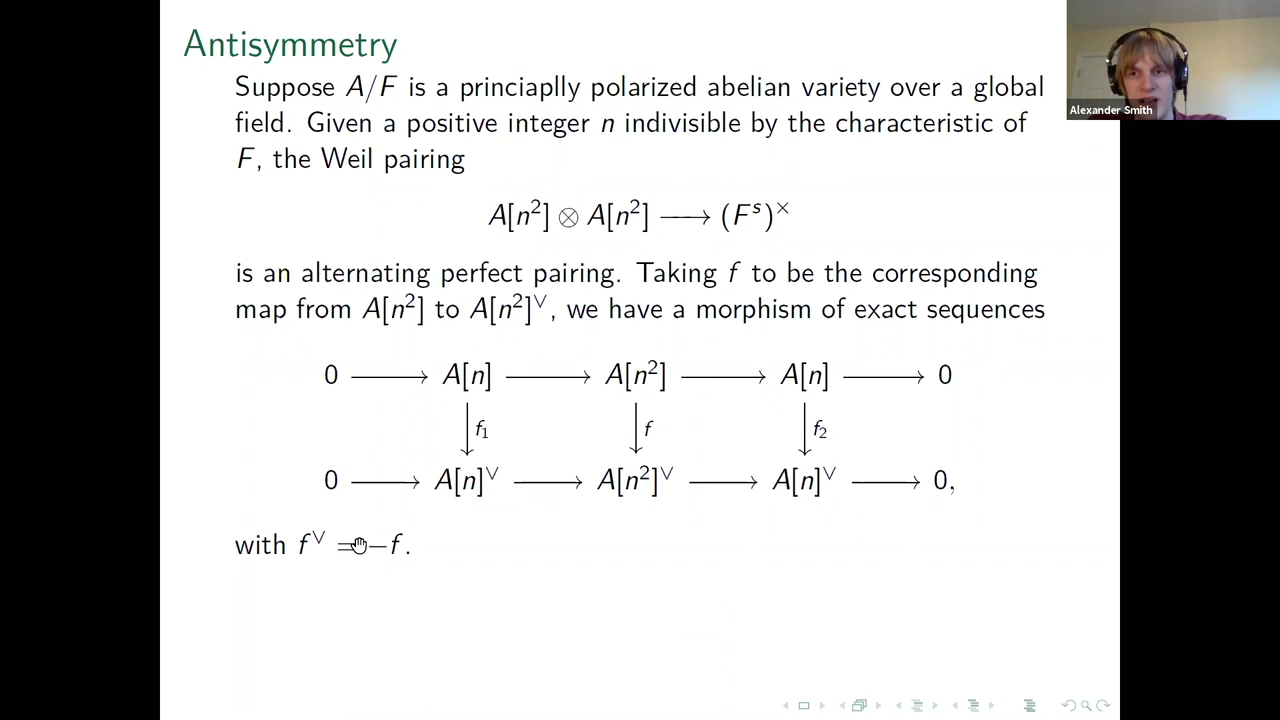 Antisymmetry
Suppose A/F is a princiaplly polarized abelian variety over a global
field. Given a positive integer n indivisible by the characteristic of
F, the Weil pairing
A[n²] ⊗ A[n²] ⟶ (Fˢ)^×
is an alternating perfect pairing. Taking f to be the corresponding
map from A[n²] to A[n²]^∨, we have a morphism of exact sequences
0 ⟶ A[n] ⟶ A[n²] ⟶ A[n] ⟶ 0
↓ f₁ ↓ f ↓ f₂
0 ⟶ A[n]^∨ ⟶ A[n²]^∨ ⟶ A[n]^∨ ⟶ 0,
with f^∨ = −f.
Alexander Smith